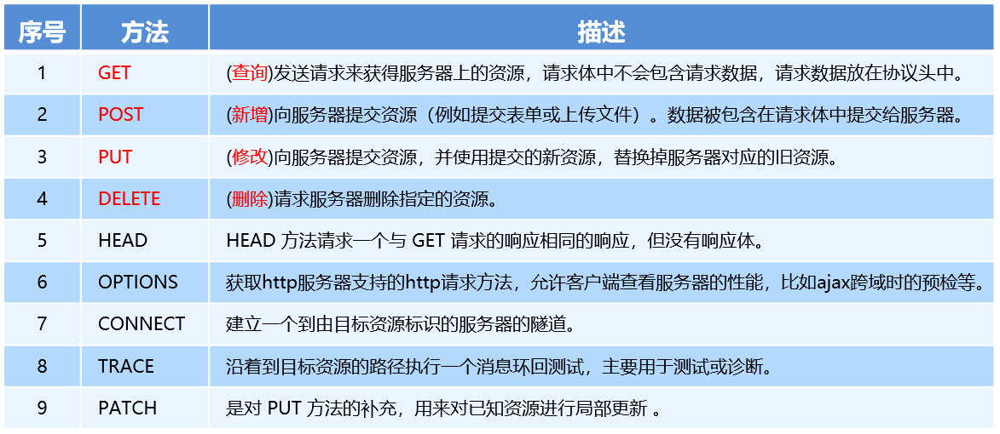 序号 方法 描述
1 GET (查询)发送请求来获得服务器上的资源，请求体中不会包含请求数据，请求数据放在协议头中。
2 POST (新增)向服务器提交资源（例如提交表单或上传文件）。数据被包含在请求体中提交给服务器。
3 PUT (修改)向服务器提交资源，并使用提交的新资源，替换掉服务器对应的旧资源。
4 DELETE (删除)请求服务器删除指定的资源。
5 HEAD HEAD 方法请求一个与 GET 请求的响应相同的响应，但没有响应体。
6 OPTIONS 获取http服务器支持的http请求方法，允许客户端查看服务器的性能，比如ajax跨域时的预检等。
7 CONNECT 建立一个到由目标资源标识的服务器的隧道。
8 TRACE 沿着到目标资源的路径执行一个消息环回测试，主要用于测试或诊断。
9 PATCH 是对 PUT 方法的补充，用来对已知资源进行局部更新 。